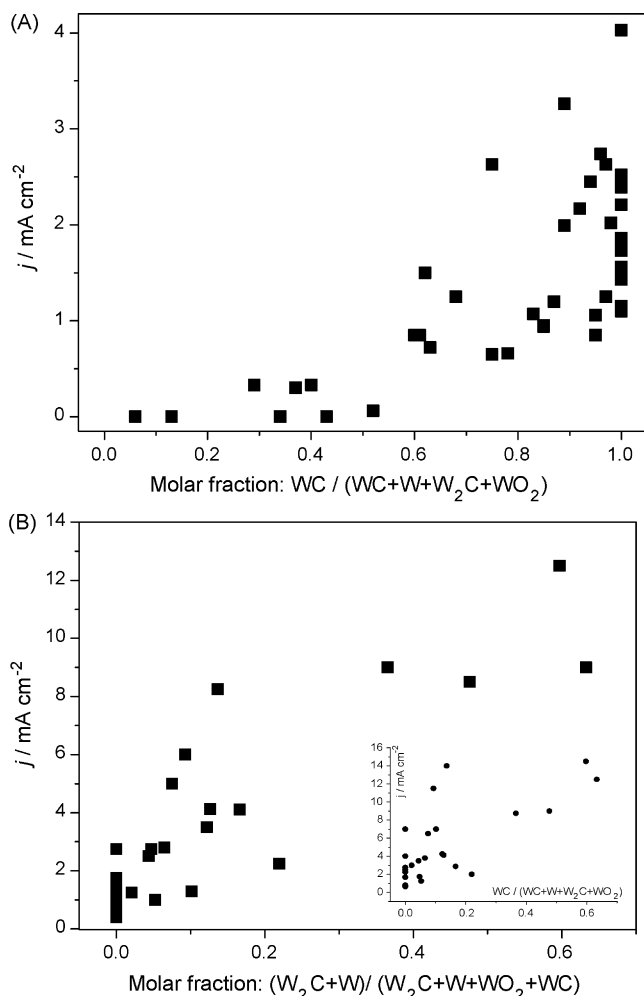 (A)
4
3
2
1
0
j / mA cm⁻²
0.0 0.2 0.4 0.6 0.8 1.0
Molar fraction: WC / (WC+W+W₂C+WO₂)
(B)
14
12
10
8
6
4
2
0
j / mA cm⁻²
16
14
12
10
8
6
4
2
0
j / mA cm⁻²
WC / (WC+W+W₂C+WO₂)
0.0 0.2 0.4 0.6
0.0 0.2 0.4 0.6
Molar fraction: (W₂C+W)/ (W₂C+W+WO₂+WC)